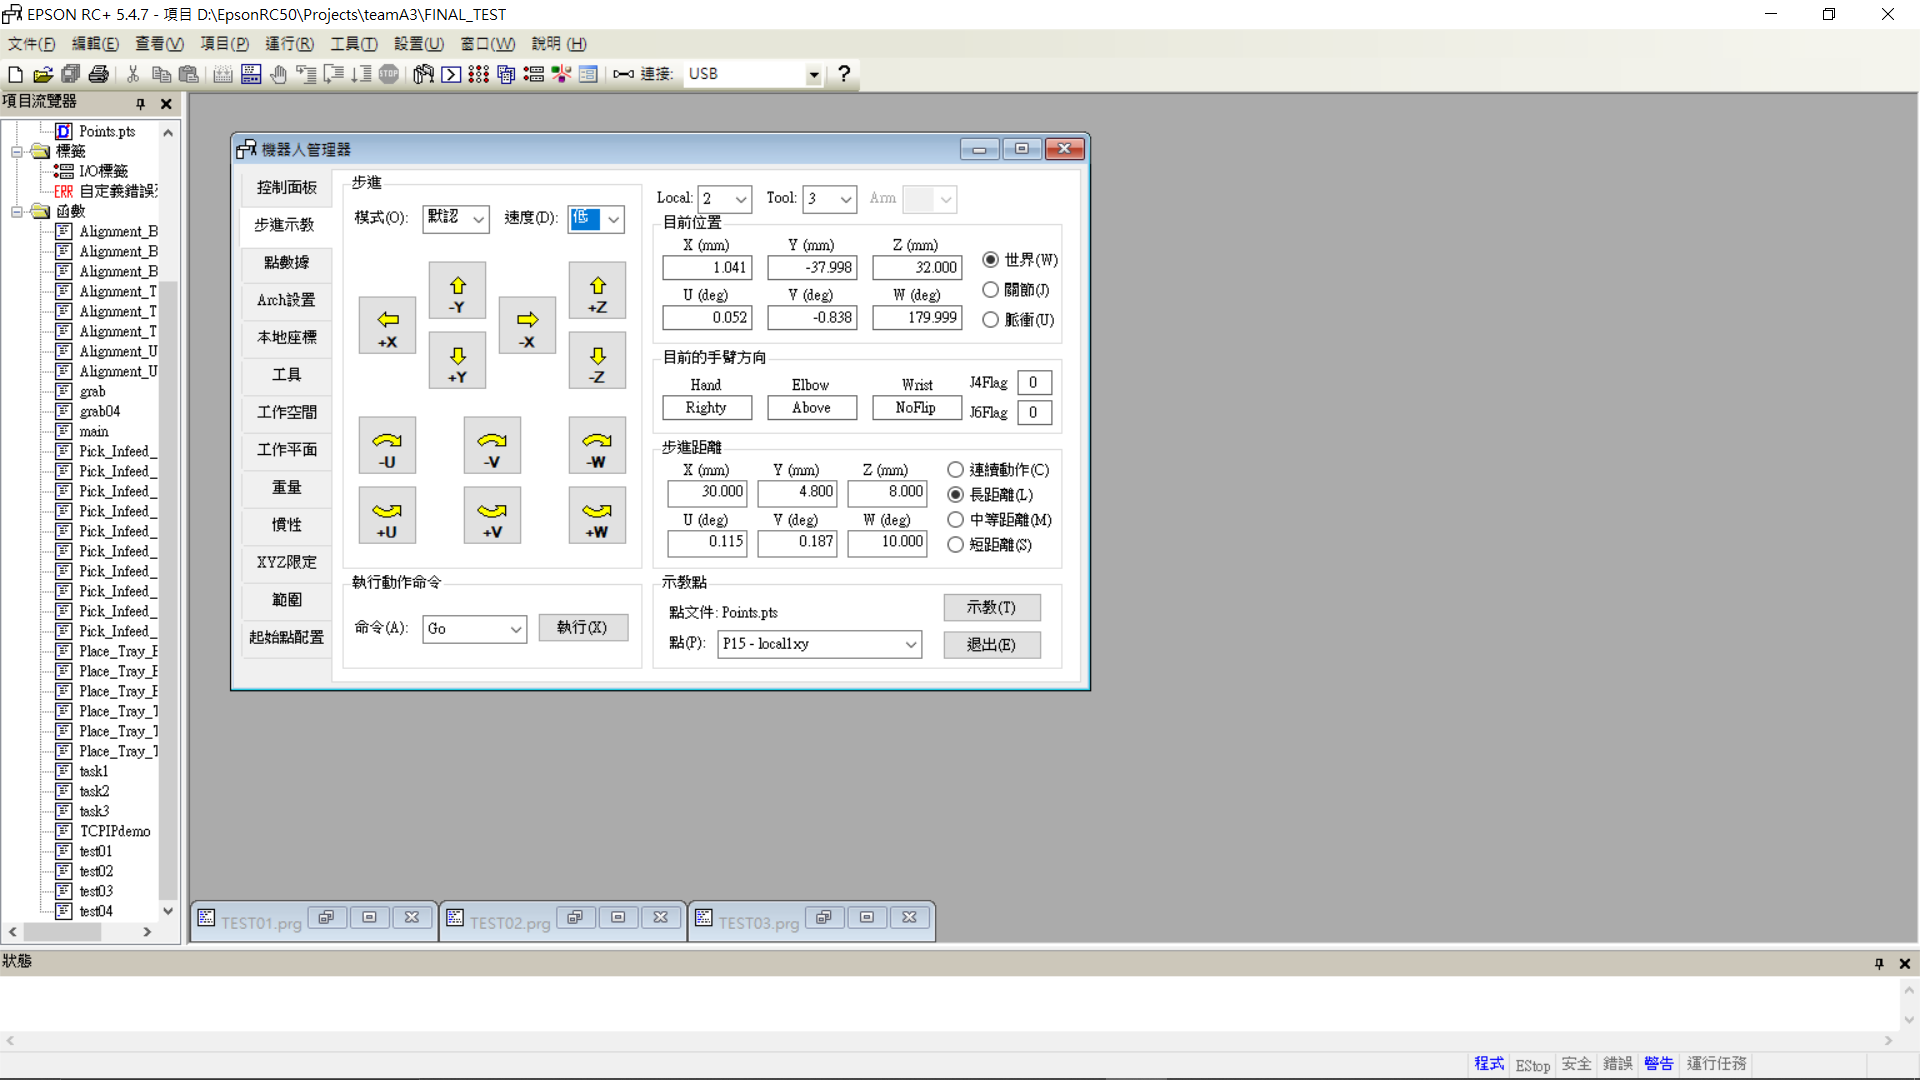 EPSON RC+ 5.4.7 - 項目 D:\EpsonRC50\Projects\teamA3\FINAL_TEST
文件(F) 編輯(E) 查看(V) 項目(P) 運行(R) 工具(T) 設置(U) 窗口(W) 說明 (H)
連接: USB
項目流覽器
Points.pts
標籤
I/O標籤
ERR 自定義錯誤
函數
Alignment_B
Alignment_B
Alignment_B
Alignment_T
Alignment_T
Alignment_T
Alignment_U
Alignment_U
grab
grab04
main
Pick_Infeed_
Pick_Infeed_
Pick_Infeed_
Pick_Infeed_
Pick_Infeed_
Pick_Infeed_
Pick_Infeed_
Pick_Infeed_
Pick_Infeed_
Pick_Infeed_
Place_Tray_B
Place_Tray_B
Place_Tray_B
Place_Tray_T
Place_Tray_T
Place_Tray_T
task1
task2
task3
TCPIPdemo
test01
test02
test03
test04
機器人管理器
控制面板
步進示教
點數據
Arch設置
本地座標
工具
工作空間
工作平面
重量
慣性
XYZ限定
範圍
起始點配置
步進
模式(O): 默認 速度(D): 低
-Y +Z
+X -X
+Y -Z
-U -V -W
+U +V +W
執行動作命令
命令(A): Go 執行(X)
Local: 2 Tool: 3 Arm
目前位置
X (mm) Y (mm) Z (mm)
1.041 -37.998 32.000
U (deg) V (deg) W (deg)
0.052 -0.838 179.999
世界(W)
關節(J)
脈衝(U)
目前的手臂方向
Hand Elbow Wrist J4Flag 0
Righty Above NoFlip J6Flag 0
步進距離
X (mm) Y (mm) Z (mm)
30.000 4.800 8.000
U (deg) V (deg) W (deg)
0.115 0.187 10.000
連續動作(C)
長距離(L)
中等距離(M)
短距離(S)
示教點
點文件: Points.pts 示教(T)
點(P): P15 - local1xy 退出(E)
TEST01.prg TEST02.prg TEST03.prg
狀態
程式 EStop 安全 錯誤 警告 運行任務